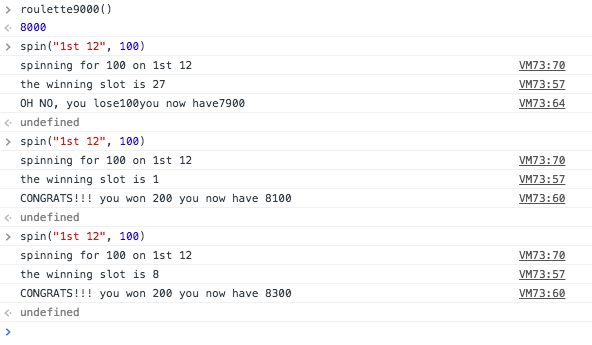 > roulette9000()
<· 8000
> spin("1st 12", 100)
spinning for 100 on 1st 12 VM73:70
the winning slot is 27 VM73:57
OH NO, you lose100you now have7900 VM73:64
<· undefined
> spin("1st 12", 100)
spinning for 100 on 1st 12 VM73:70
the winning slot is 1 VM73:57
CONGRATS!!! you won 200 you now have 8100 VM73:60
<· undefined
> spin("1st 12", 100)
spinning for 100 on 1st 12 VM73:70
the winning slot is 8 VM73:57
CONGRATS!!! you won 200 you now have 8300 VM73:60
<· undefined
>